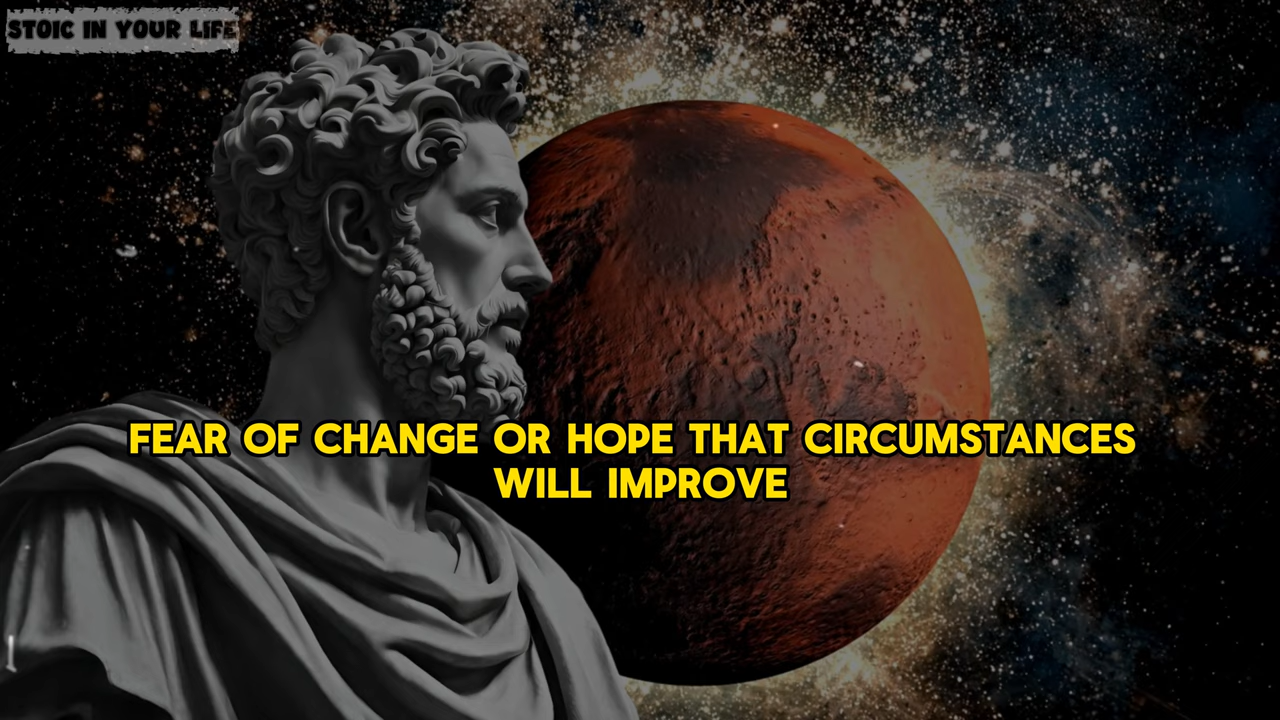 STOIC IN YOUR LIFE
FEAR OF CHANGE OR HOPE THAT CIRCUMSTANCES
WILL IMPROVE